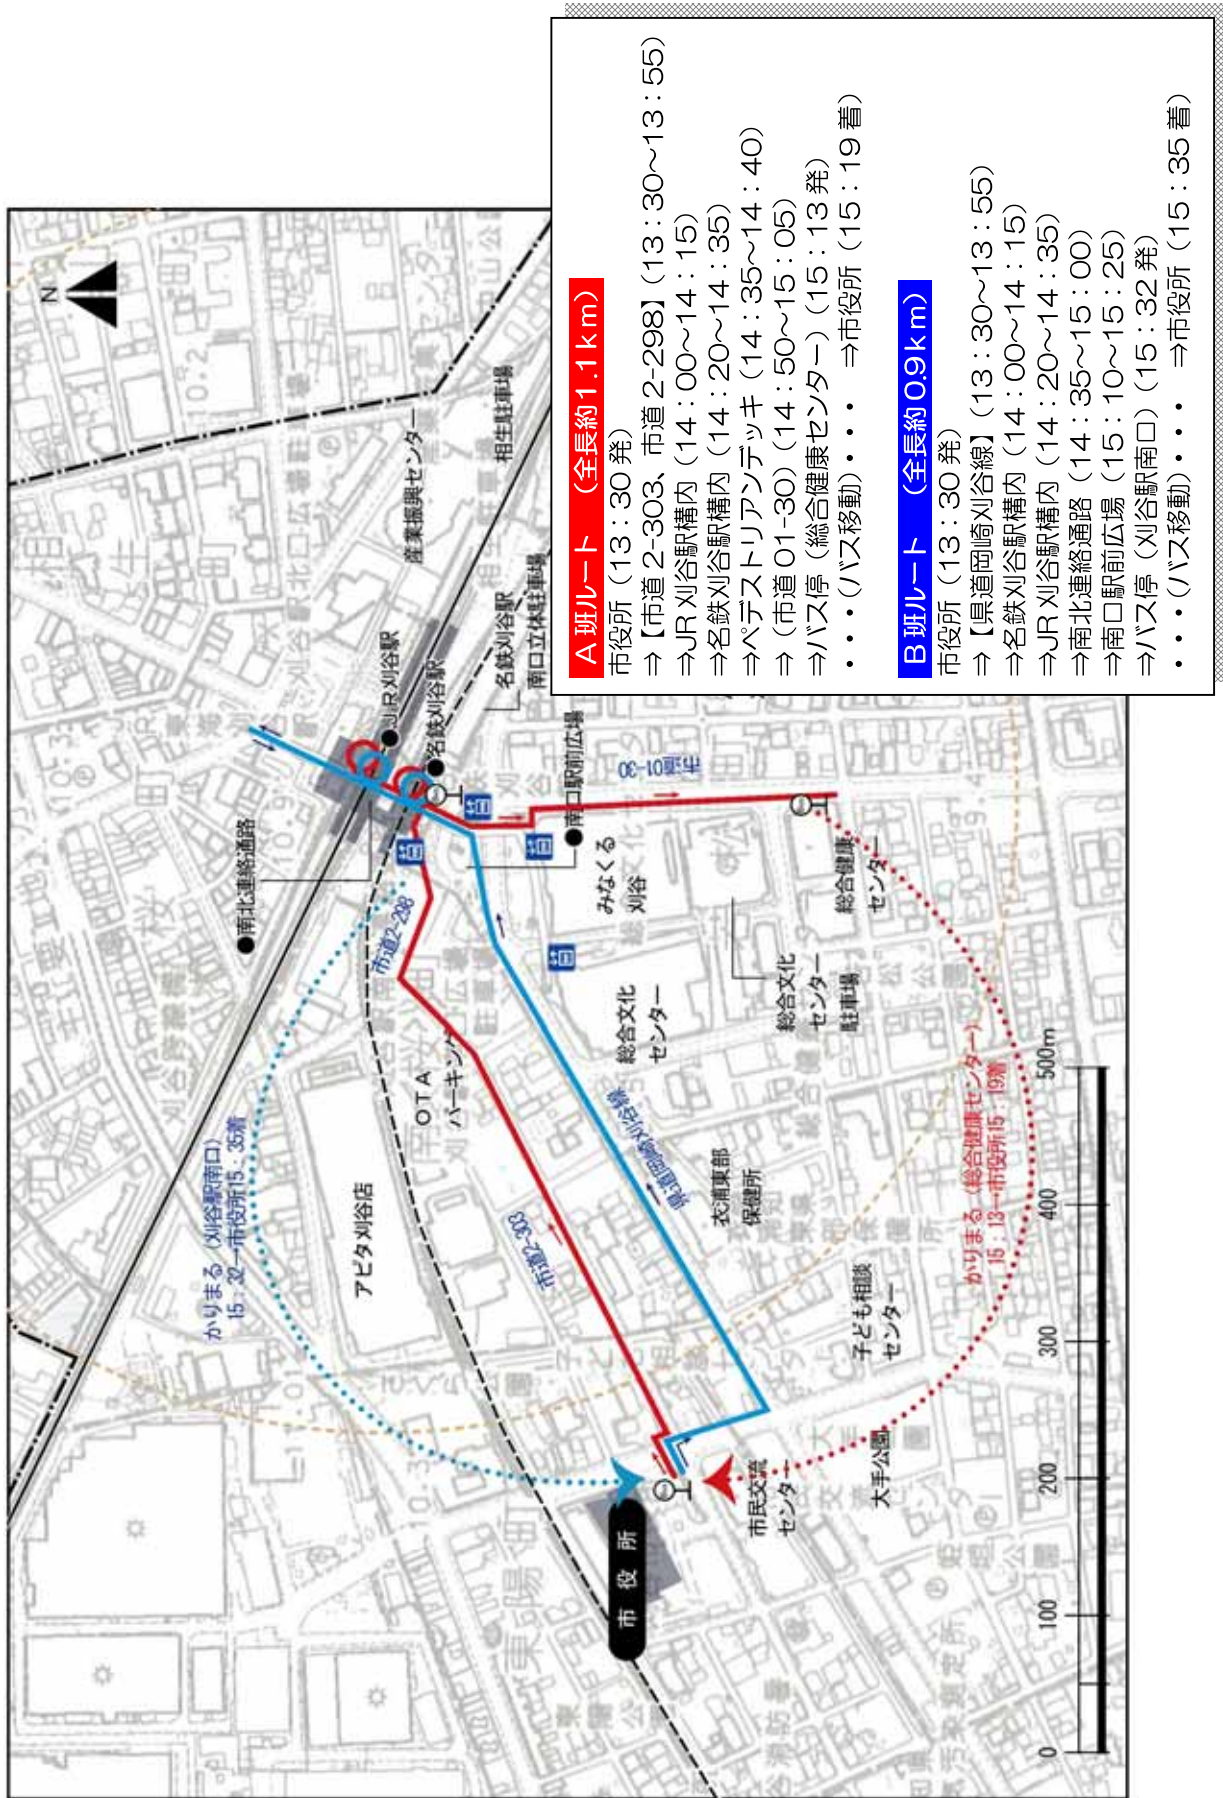 A班ルート (全長約1.1km)
市役所(13:30発)
⇒【市道2-303、市道2-298】(13:30~13:55)
⇒JR刈谷駅構内(14:00~14:15)
⇒名鉄刈谷駅構内(14:20~14:35)
⇒ペデストリアンデッキ(14:35~14:40)
⇒(市道01-30)(14:50~15:05)
⇒バス停(総合健康センター)(15:13発)
・・・(バス移動)・・・ ⇒市役所(15:19着)
B班ルート (全長約0.9km)
市役所(13:30発)
⇒【県道岡崎刈谷線】(13:30~13:55)
⇒名鉄刈谷駅構内(14:00~14:15)
⇒JR刈谷駅構内(14:20~14:35)
⇒南北連絡通路(14:35~15:00)
⇒南口駅前広場(15:10~15:25)
⇒バス停(刈谷駅南口)(15:32発)
・・・(バス移動)・・・ ⇒市役所(15:35着)
N
産業振興センター
相生駐車場
名鉄刈谷駅
南口立体駐車場
●JR刈谷駅
●名鉄刈谷駅
●南北連絡通路
●南口駅前広場
市道2-298
市道01-30
みなくる
刈谷
総合健康
センター
総合文化
センター
駐車場
総合文化
センター
OTA
パーキング
アピタ刈谷店
かりまる(刈谷駅南口)
15:32→市役所15:35着
市道2-303
県道岡崎刈谷線
衣浦東部
保健所
子ども相談
センター
かりまる(総合健康センター)
15:13→市役所15:19着
大手公園
市民交流
センター
市役所
0
100
200
300
400
500m